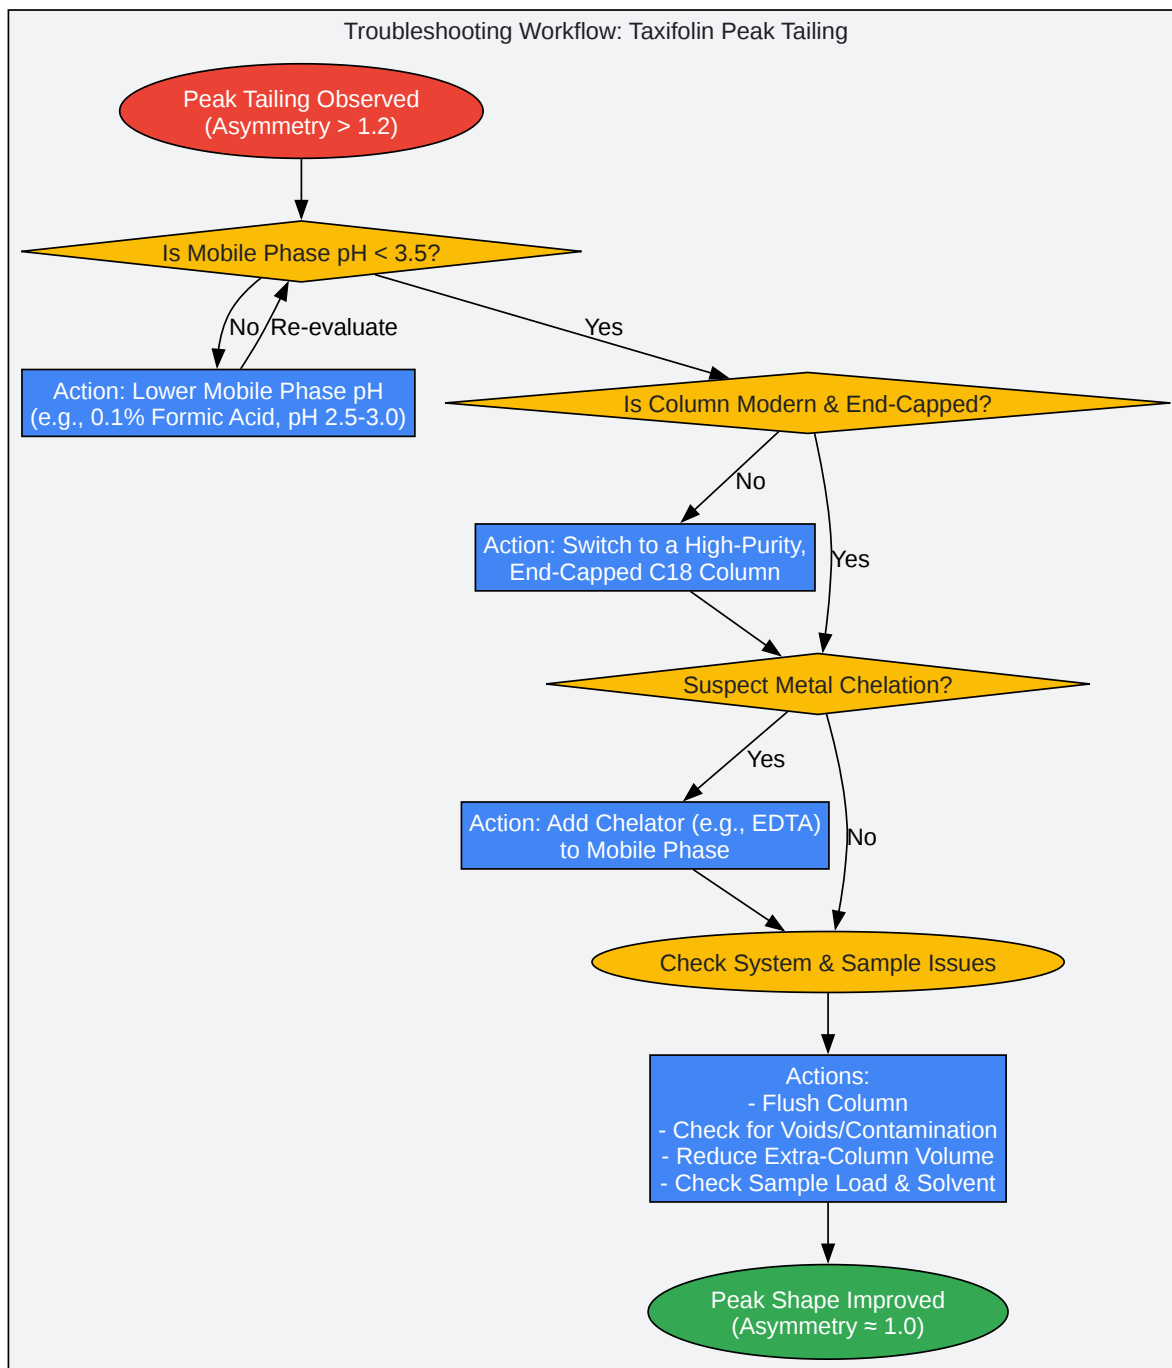 Troubleshooting Workflow: Taxifolin Peak Tailing
Peak Tailing Observed
(Asymmetry > 1.2)
Is Mobile Phase pH < 3.5?
No
Re-evaluate
Yes
Action: Lower Mobile Phase pH
(e.g., 0.1% Formic Acid, pH 2.5-3.0)
Is Column Modern & End-Capped?
No
Action: Switch to a High-Purity,
End-Capped C18 Column
Yes
Suspect Metal Chelation?
Yes
Action: Add Chelator (e.g., EDTA)
to Mobile Phase
No
Check System & Sample Issues
Actions:
- Flush Column
- Check for Voids/Contamination
- Reduce Extra-Column Volume
- Check Sample Load & Solvent
Peak Shape Improved
(Asymmetry ≈ 1.0)